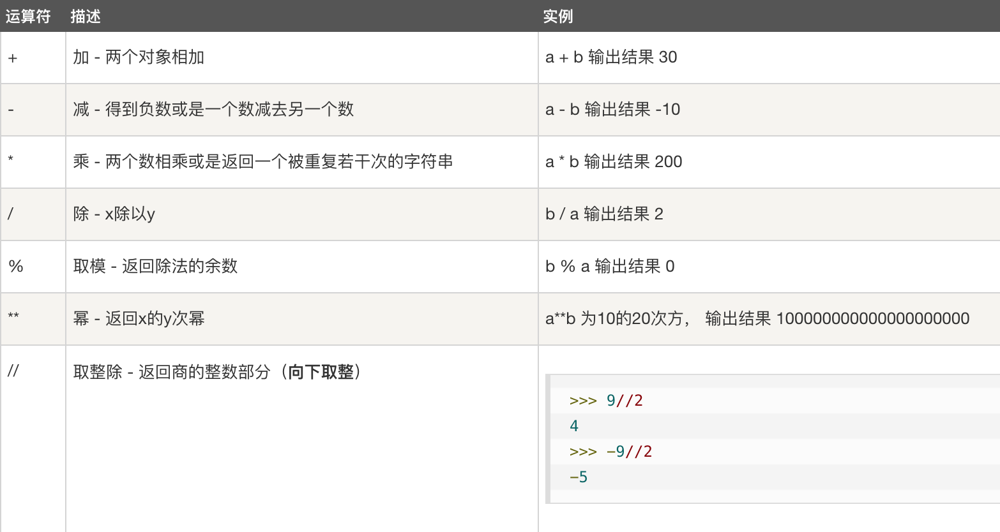 运算符 描述 实例
+ 加 - 两个对象相加 a + b 输出结果 30
- 减 - 得到负数或是一个数减去另一个数 a - b 输出结果 -10
* 乘 - 两个数相乘或是返回一个被重复若干次的字符串 a * b 输出结果 200
/ 除 - x除以y b / a 输出结果 2
% 取模 - 返回除法的余数 b % a 输出结果 0
** 幂 - 返回x的y次幂 a**b 为10的20次方， 输出结果 100000000000000000000
// 取整除 - 返回商的整数部分（向下取整）
>>> 9//2
4
>>> -9//2
-5